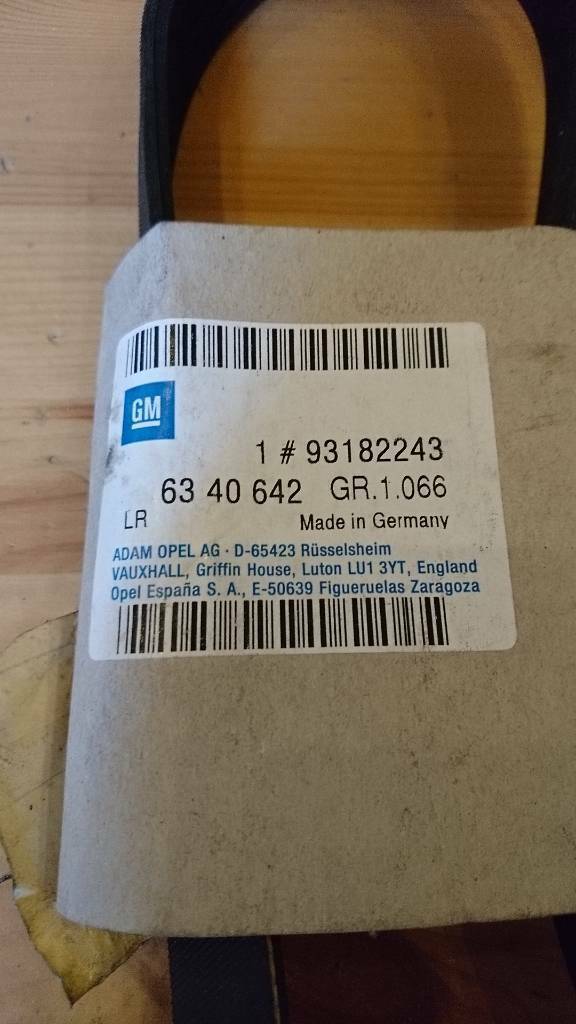 GM
1 # 93182243
63 40 642 GR.1.066
LR Made in Germany
ADAM OPEL AG · D-65423 Rüsselsheim
VAUXHALL, Griffin House, Luton LU1 3YT, England
Opel España S. A., E-50639 Figueruelas Zaragoza